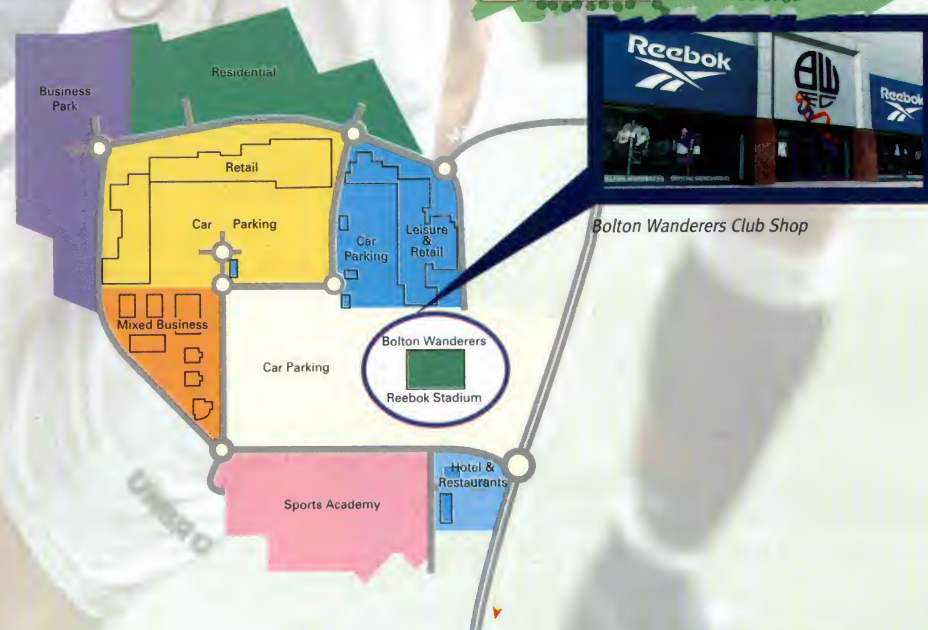 Residential
Business
Park
Reebok
Reebok
Retail
Car Parking
Car
Parking
Leisure
&
Retail
Bolton Wanderers Club Shop
Mixed Business
Bolton Wanderers
Reebok Stadium
Car Parking
Hotel &
Restaurants
Sports Academy